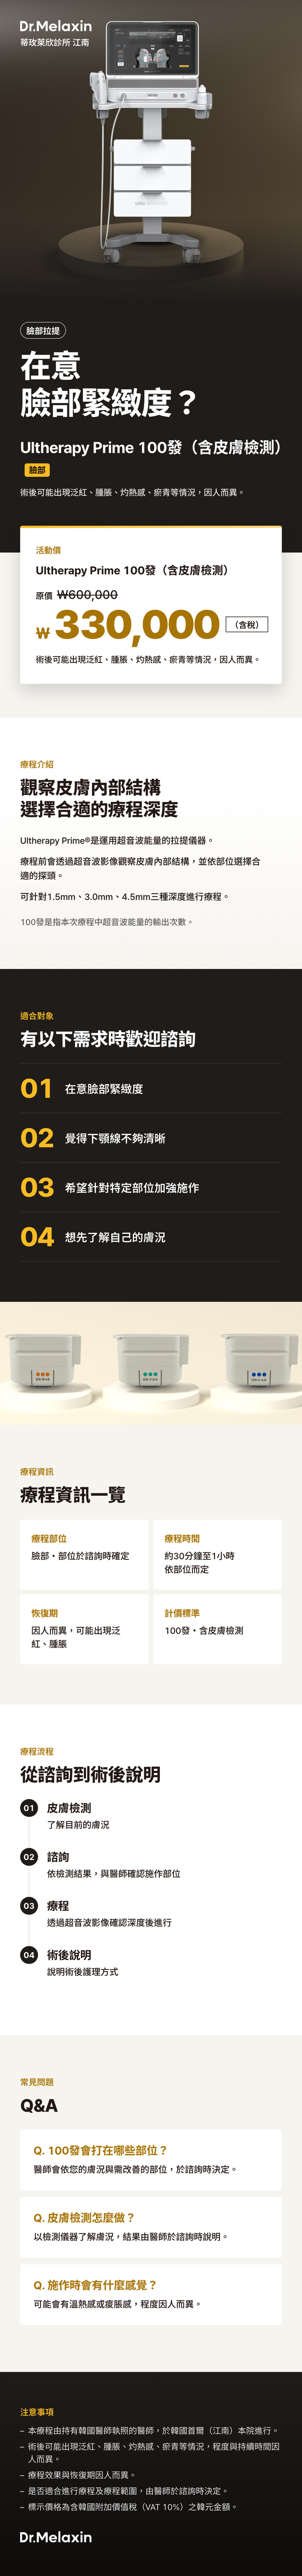 Dr.Melaxin
蒂玫萊欣診所 江南
臉部拉提
在意
臉部緊緻度？
Ultherapy Prime 100發（含皮膚檢測）
臉部
術後可能出現泛紅、腫脹、灼熱感、瘀青等情況，因人而異。
活動價
Ultherapy Prime 100發（含皮膚檢測）
原價 ₩600,000
₩ 330,000 （含稅）
術後可能出現泛紅、腫脹、灼熱感、瘀青等情況，因人而異。
療程介紹
觀察皮膚內部結構
選擇合適的療程深度
Ultherapy Prime®是運用超音波能量的拉提儀器。
療程前會透過超音波影像觀察皮膚內部結構，並依部位選擇合
適的探頭。
可針對1.5mm、3.0mm、4.5mm三種深度進行療程。
100發是指本次療程中超音波能量的輸出次數。
適合對象
有以下需求時歡迎諮詢
01 在意臉部緊緻度
02 覺得下顎線不夠清晰
03 希望針對特定部位加強施作
04 想先了解自己的膚況
療程資訊
療程資訊一覽
療程部位
臉部・部位於諮詢時確定
療程時間
約30分鐘至1小時
依部位而定
恢復期
因人而異，可能出現泛
紅、腫脹
計價標準
100發・含皮膚檢測
療程流程
從諮詢到術後說明
01 皮膚檢測
了解目前的膚況
02 諮詢
依檢測結果，與醫師確認施作部位
03 療程
透過超音波影像確認深度後進行
04 術後說明
說明術後護理方式
常見問題
Q&A
Q. 100發會打在哪些部位？
醫師會依您的膚況與需改善的部位，於諮詢時決定。
Q. 皮膚檢測怎麼做？
以檢測儀器了解膚況，結果由醫師於諮詢時說明。
Q. 施作時會有什麼感覺？
可能會有溫熱感或痠脹感，程度因人而異。
注意事項
– 本療程由持有韓國醫師執照的醫師，於韓國首爾（江南）本院進行。
– 術後可能出現泛紅、腫脹、灼熱感、瘀青等情況，程度與持續時間因
人而異。
– 療程效果與恢復期因人而異。
– 是否適合進行療程及療程範圍，由醫師於諮詢時決定。
– 標示價格為含韓國附加價值稅（VAT 10%）之韓元金額。
Dr.Melaxin